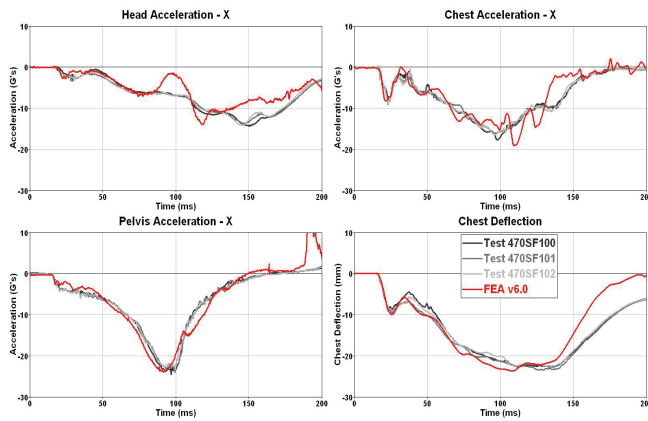 Head Acceleration - X
Acceleration (G's)
10
0
-10
-20
-30
0
50
100
150
200
Time (ms)
Chest Acceleration - X
Acceleration (G's)
10
0
-10
-20
-30
0
50
100
150
200
Time (ms)
Pelvis Acceleration - X
Acceleration (G's)
10
0
-10
-20
-30
0
50
100
150
200
Time (ms)
Chest Deflection
Chest Deflection (mm)
10
0
-10
-20
-30
0
50
100
150
200
Time (ms)
Test 470SF100
Test 470SF101
Test 470SF102
FEA v6.0